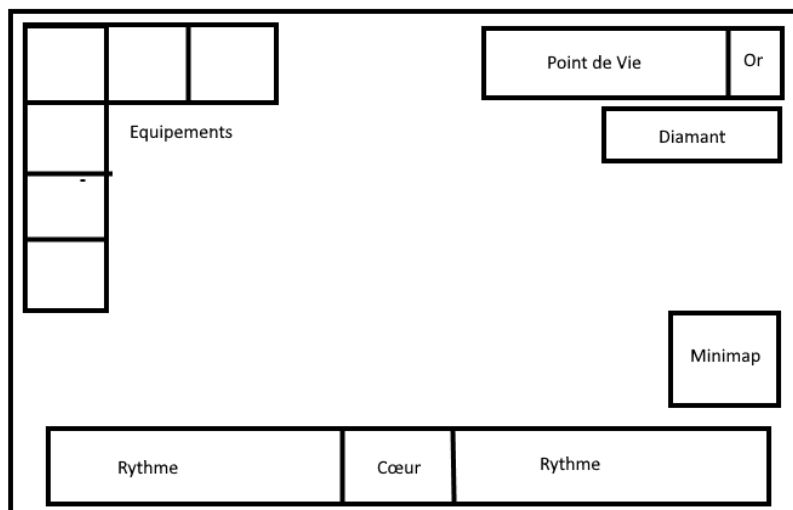 Point de Vie
Or
Equipements
Diamant
Minimap
Rythme
Cœur
Rythme